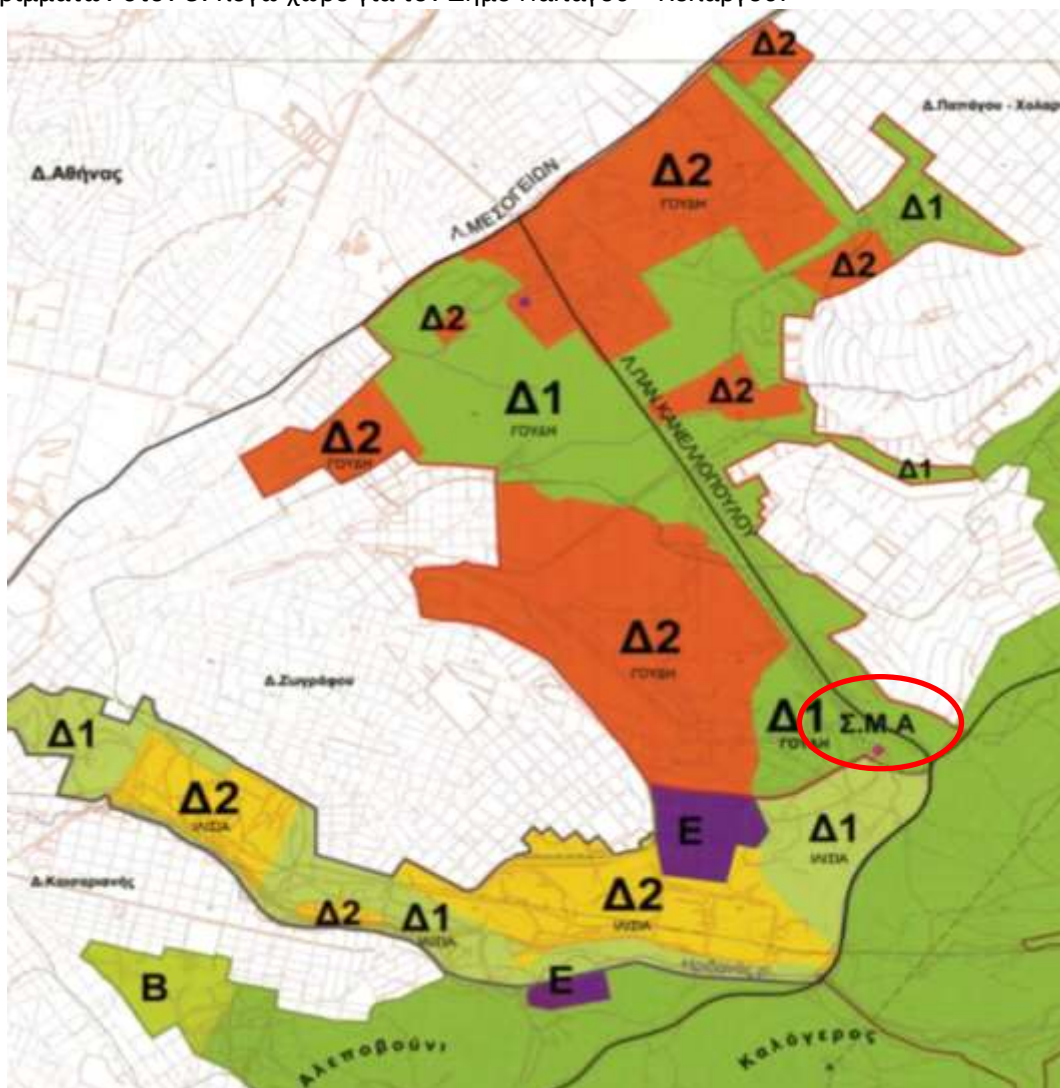 Δ2
Δ.Παπάγου - Χολαρ
Δ.Αθήνας
Δ2
ΓΟΥΔΗ
Λ.ΜΕΣΟΓΕΙΩΝ
Δ1
Δ2
Δ2
Δ1
ΓΟΥΔΗ
Δ2
Δ2
ΓΟΥΔΗ
Λ.ΠΑΝ.ΚΑΝΕΛΛΟΠΟΥΛΟΥ
Δ1
Δ2
ΓΟΥΔΗ
Δ.Ζωγράφου
Δ1
ΓΟΥΔΗ
Σ.Μ.Α
Δ1
Δ2
ΙΛΙΣΙΑ
Ε
Δ1
ΙΛΙΣΙΑ
Δ.Καισαριανής
Δ2
Δ1
ΙΛΙΣΙΑ
Δ2
ΙΛΙΣΙΑ
Β
Ε
Ηριδανός ρ.
Αλεποβούνι
Καλόγερος